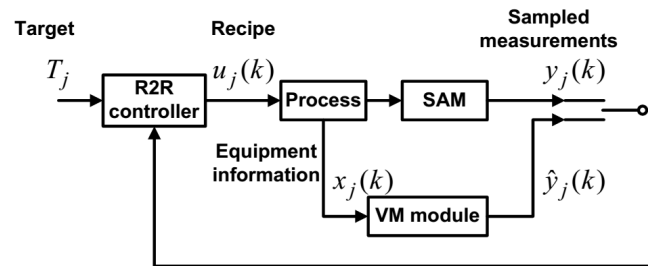 Target
Recipe
Sampled
measurements
T_j
u_j(k)
y_j(k)
R2R
controller
Process
SAM
Equipment
information
x_j(k)
ŷ_j(k)
VM module